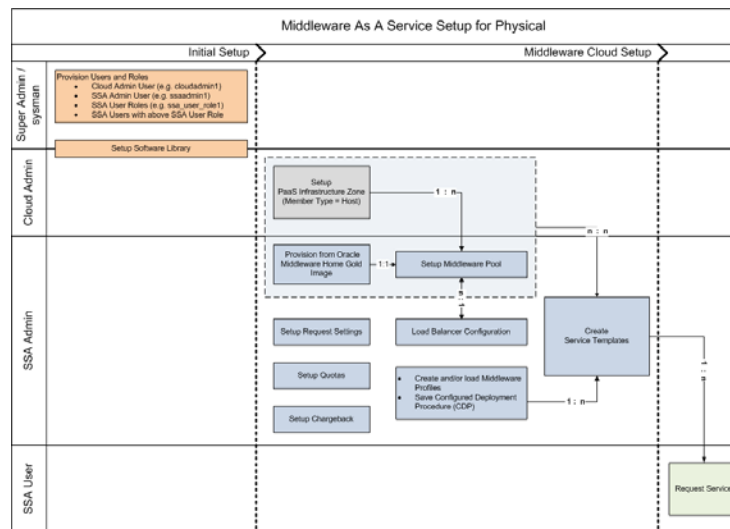 Middleware As A Service Setup for Physical
Initial Setup
Middleware Cloud Setup
Super Admin /
sysman
Provision Users and Roles
• Cloud Admin User (e.g. cloudadmin1)
• SSA Admin User (e.g. ssaadmin1)
• SSA User Roles (e.g. ssa_user_role1)
• SSA Users with above SSA User Role
Setup Software Library
Cloud Admin
Setup
PaaS Infrastructure Zone
(Member Type = Host)
1 : n
n : n
SSA Admin
Provision from Oracle
Middleware Home Gold
Image
1:1
Setup Middleware Pool
Setup Request Settings
Load Balancer Configuration
Create
Service Templates
Setup Quotas
• Create and/or load Middleware
Profiles
• Save Configured Deployment
Procedure (CDP)
1 : n
1 : n
Setup Chargeback
SSA User
Request Service